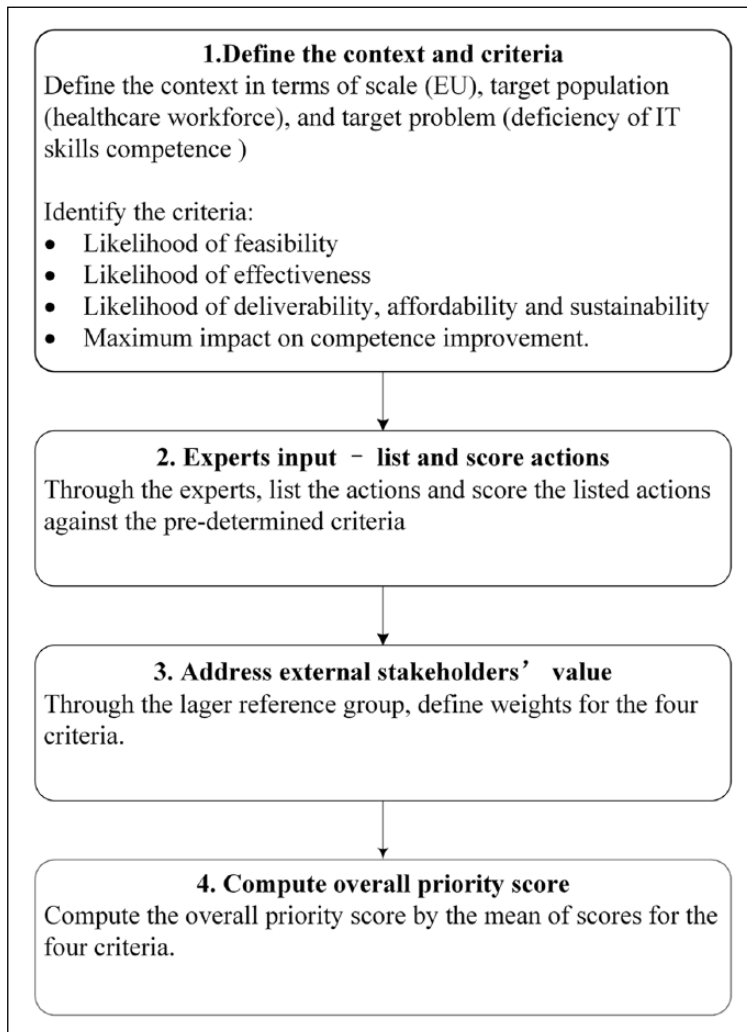 1.Define the context and criteria
Define the context in terms of scale (EU), target population
(healthcare workforce), and target problem (deficiency of IT
skills competence )
Identify the criteria:
• Likelihood of feasibility
• Likelihood of effectiveness
• Likelihood of deliverability, affordability and sustainability
• Maximum impact on competence improvement.
2. Experts input – list and score actions
Through the experts, list the actions and score the listed actions
against the pre-determined criteria
3. Address external stakeholders’ value
Through the lager reference group, define weights for the four
criteria.
4. Compute overall priority score
Compute the overall priority score by the mean of scores for the
four criteria.